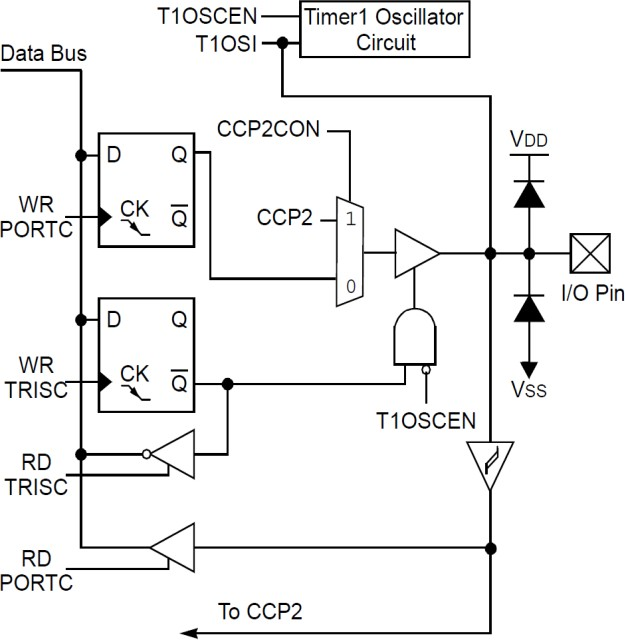 T1OSCEN
Timer1 Oscillator
Circuit
T1OSI
Data Bus
CCP2CON
VDD
D
Q
WR
PORTC
CK
Q
CCP2
1
0
I/O Pin
D
Q
WR
TRISC
CK
Q
VSS
T1OSCEN
RD
TRISC
RD
PORTC
To CCP2